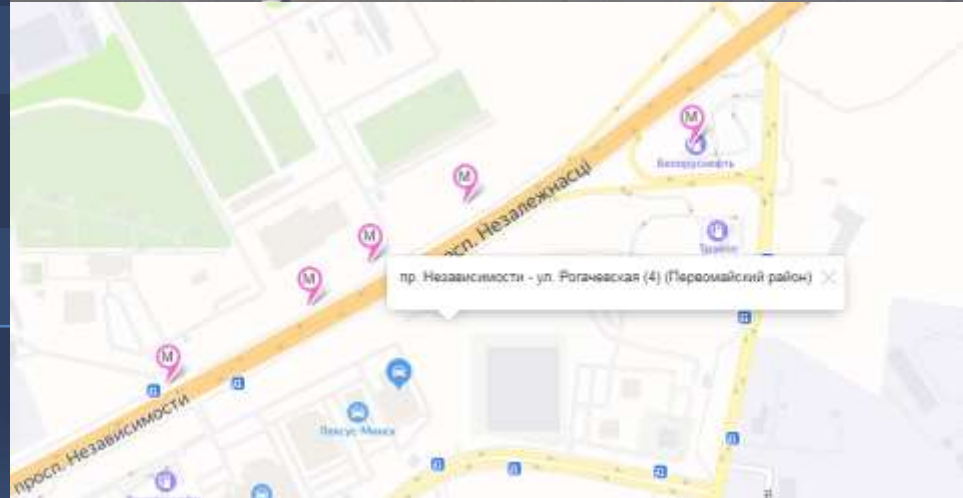 М
Белоруснефть
М
просп. Незалежнасці
М
пр. Независимости - ул. Рогачевская (4) (Первомайский район)
М
М
Лексус-Минск
просп. Независимости